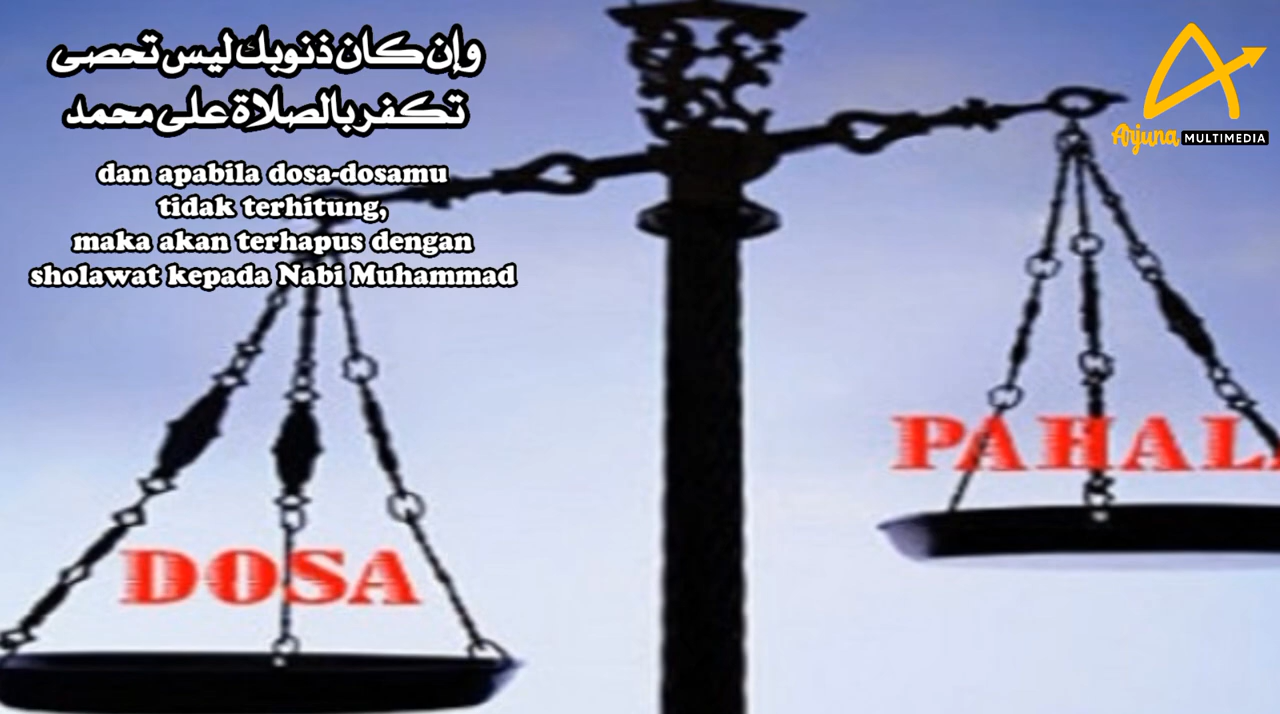 وإن كان ذنوبك ليس تحصى
تكفر بالصلاة على محمد
dan apabila dosa-dosamu
tidak terhitung,
maka akan terhapus dengan
sholawat kepada Nabi Muhammad
Arjuna MULTIMEDIA
PAHAL
DOSA